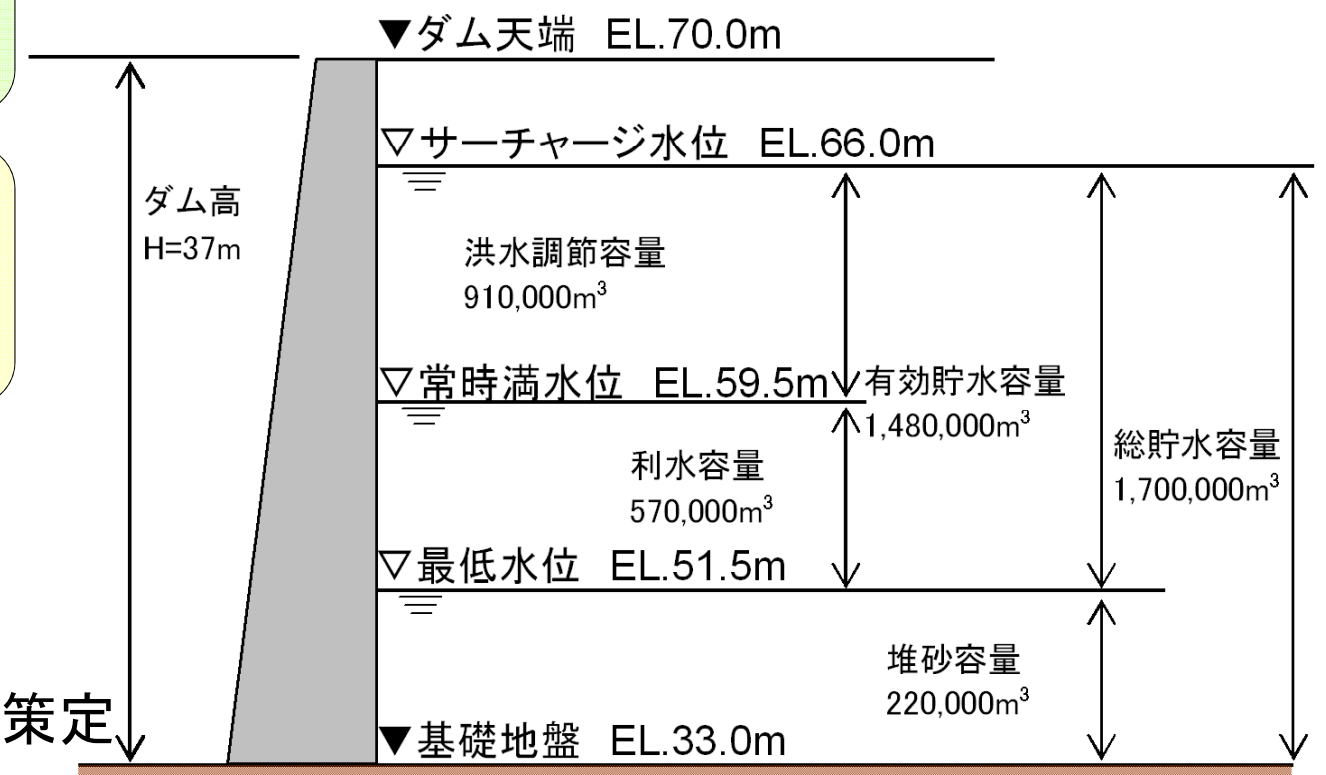 ▼ダム天端 EL.70.0m
▽サーチャージ水位 EL.66.0m
ダム高
H=37m
洪水調節容量
910,000m³
▽常時満水位 EL.59.5m
有効貯水容量
1,480,000m³
総貯水容量
1,700,000m³
利水容量
570,000m³
▽最低水位 EL.51.5m
堆砂容量
220,000m³
策定
▼基礎地盤 EL.33.0m